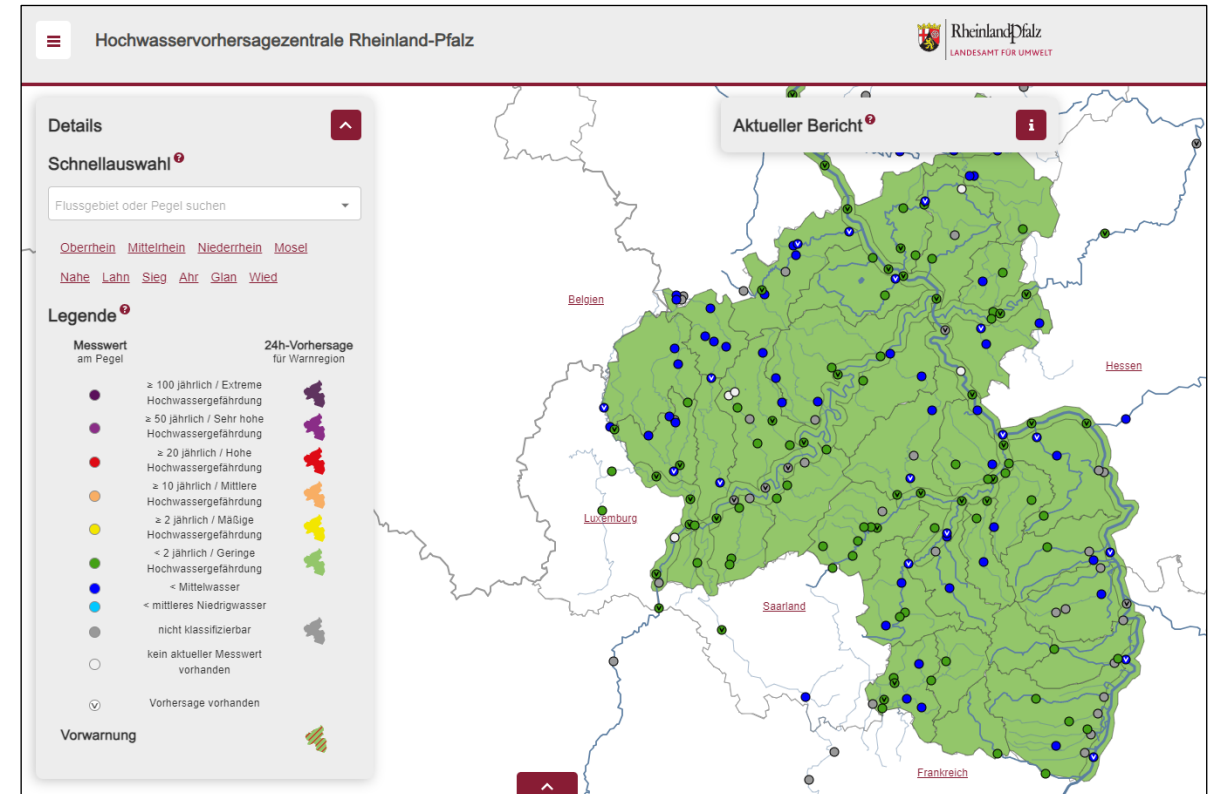 Hochwasservorhersagezentrale Rheinland-Pfalz
RheinlandPfalz
LANDESAMT FÜR UMWELT
Details
Aktueller Bericht ?
i
Schnellauswahl ?
Flussgebiet oder Pegel suchen
Oberrhein Mittelrhein Niederrhein Mosel
Nahe Lahn Sieg Ahr Glan Wied
Legende ?
Messwert
am Pegel
24h-Vorhersage
für Warnregion
≥ 100 jährlich / Extreme
Hochwassergefährdung
≥ 50 jährlich / Sehr hohe
Hochwassergefährdung
≥ 20 jährlich / Hohe
Hochwassergefährdung
≥ 10 jährlich / Mittlere
Hochwassergefährdung
≥ 2 jährlich / Mäßige
Hochwassergefährdung
< 2 jährlich / Geringe
Hochwassergefährdung
< Mittelwasser
< mittleres Niedrigwasser
nicht klassifizierbar
kein aktueller Messwert
vorhanden
V
Vorhersage vorhanden
Vorwarnung
Belgien
Hessen
Luxemburg
Saarland
Frankreich